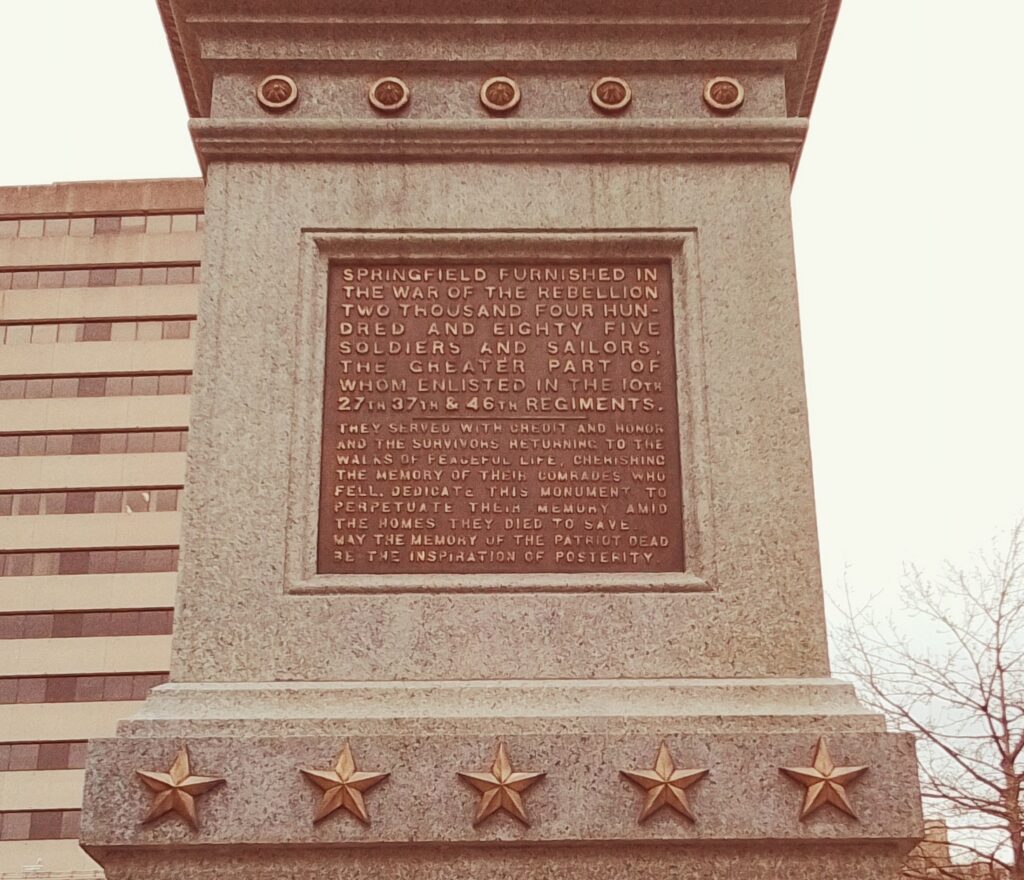 SPRINGFIELD FURNISHED IN
THE WAR OF THE REBELLION
TWO THOUSAND FOUR HUN-
DRED AND EIGHTY FIVE
SOLDIERS AND SAILORS,
THE GREATER PART OF
WHOM ENLISTED IN THE 10TH
27TH 37TH & 46TH REGIMENTS.
THEY SERVED WITH CREDIT AND HONOR
AND THE SURVIVORS RETURNING TO THE
WALKS OF PEACEFUL LIFE, CHERISHING
THE MEMORY OF THEIR COMRADES WHO
FELL, DEDICATE THIS MONUMENT TO
PERPETUATE THEIR MEMORY AMID
THE HOMES THEY DIED TO SAVE.
MAY THE MEMORY OF THE PATRIOT DEAD
BE THE INSPIRATION OF POSTERITY.